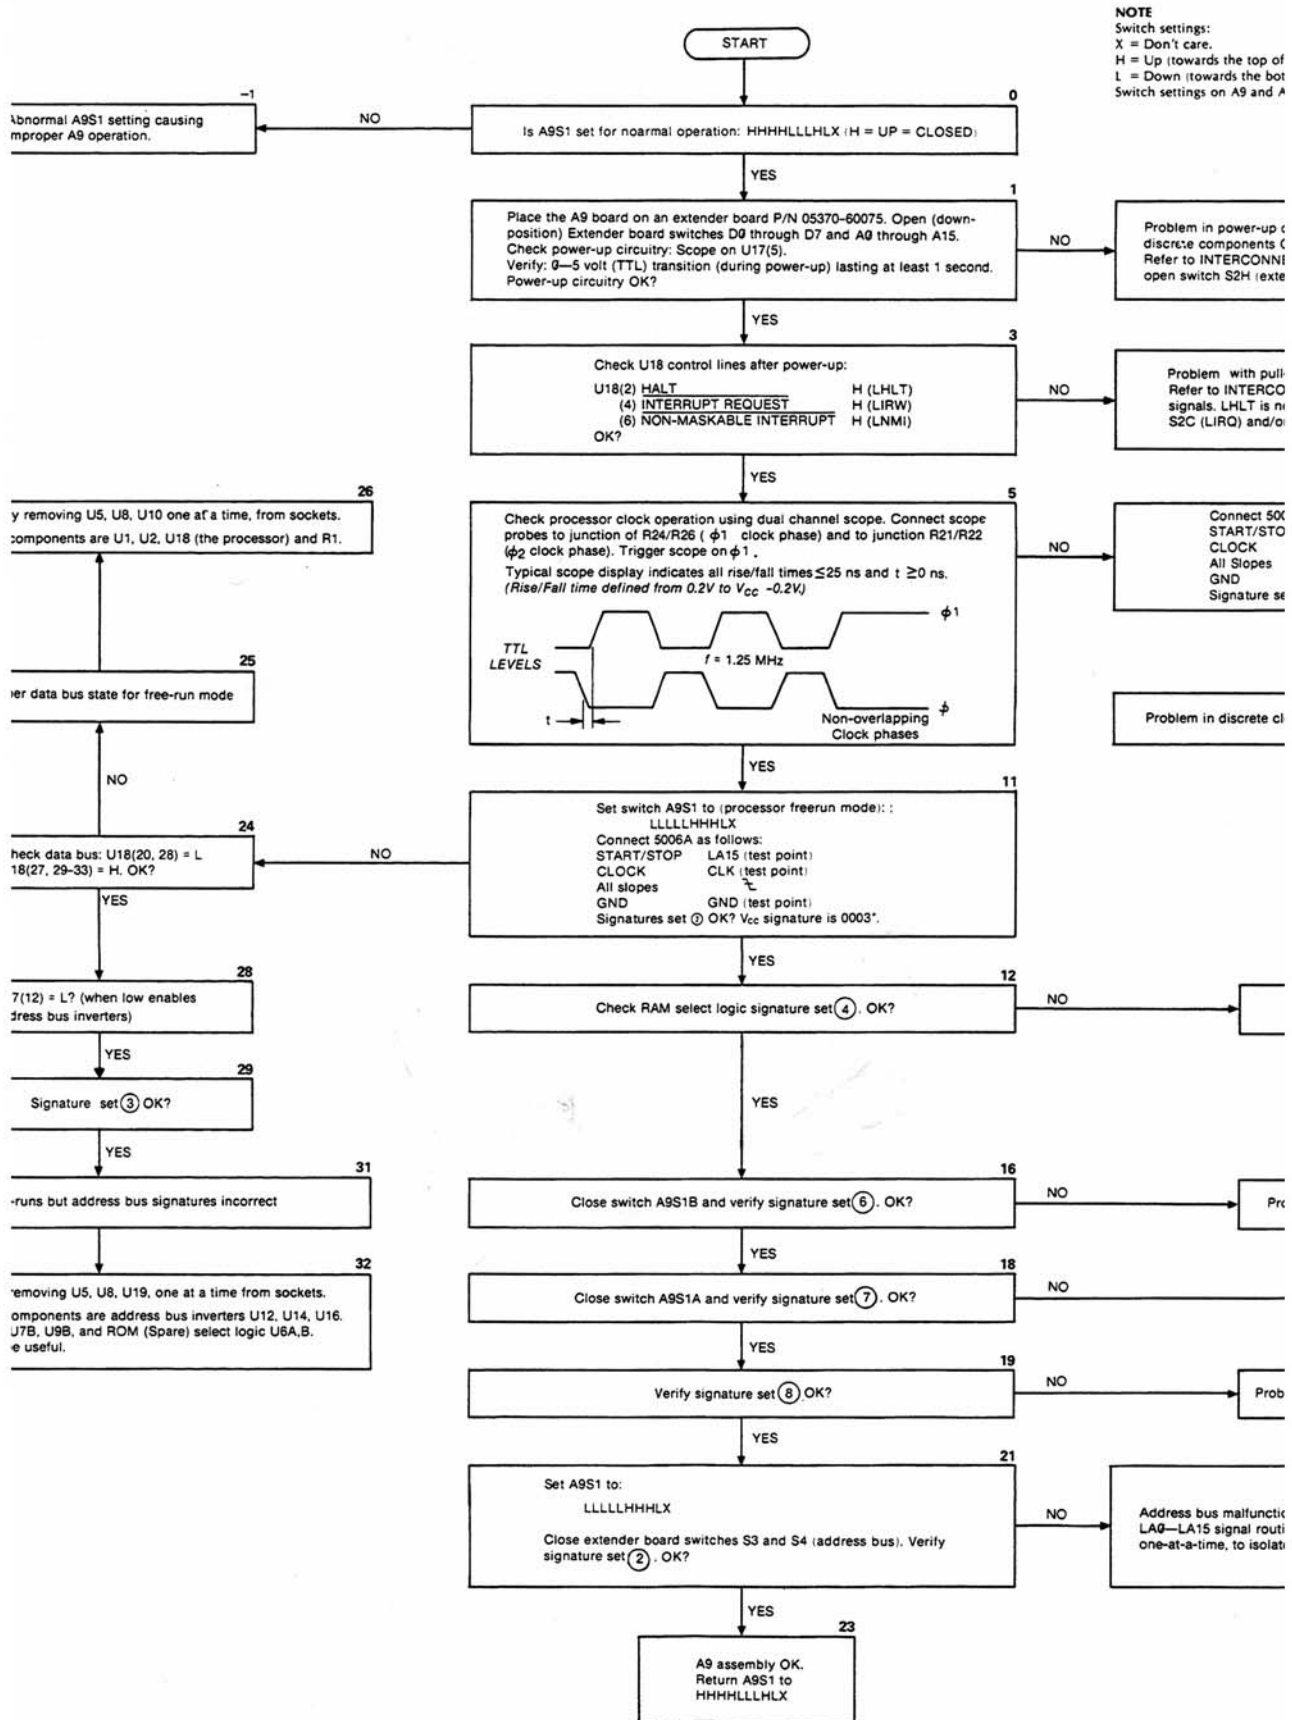 NOTE
Switch settings:
X = Don't care.
H = Up (towards the top of
L = Down (towards the bot
Switch settings on A9 and A
START
-1
Abnormal A9S1 setting causing
improper A9 operation.
NO
0
Is A9S1 set for noarmal operation: HHHHLLLHLX (H = UP = CLOSED)
YES
1
Place the A9 board on an extender board P/N 05370-60075. Open (down-
position) Extender board switches D0 through D7 and A0 through A15.
Check power-up circuitry: Scope on U17(5).
Verify: 0—5 volt (TTL) transition (during power-up) lasting at least 1 second.
Power-up circuitry OK?
NO
Problem in power-up c
discrete components C
Refer to INTERCONNE
open switch S2H (exte
YES
3
Check U18 control lines after power-up:
U18(2) HALT H (LHLT)
(4) INTERRUPT REQUEST H (LIRW)
(6) NON-MASKABLE INTERRUPT H (LNMI)
OK?
NO
Problem with pull-
Refer to INTERCO
signals. LHLT is no
S2C (LIRQ) and/or
YES
5
Check processor clock operation using dual channel scope. Connect scope
probes to junction of R24/R26 ( ϕ1 clock phase) and to junction R21/R22
(ϕ2 clock phase). Trigger scope on ϕ1 .
Typical scope display indicates all rise/fall times ≤25 ns and t ≥0 ns.
(Rise/Fall time defined from 0.2V to Vcc -0.2V.)
ϕ1
TTL
LEVELS
f = 1.25 MHz
ϕ
t
Non-overlapping
Clock phases
NO
Connect 500
START/STO
CLOCK
All Slopes
GND
Signature se
Problem in discrete cl
26
y removing U5, U8, U10 one at a time, from sockets.
components are U1, U2, U18 (the processor) and R1.
25
er data bus state for free-run mode
NO
24
heck data bus: U18(20, 28) = L
18(27, 29-33) = H. OK?
YES
NO
YES
11
Set switch A9S1 to (processor freerun mode): :
LLLLLHHHLX
Connect 5006A as follows:
START/STOP LA15 (test point)
CLOCK CLK (test point)
All slopes
GND GND (test point)
Signatures set ② OK? Vcc signature is 0003*.
YES
28
7(12) = L? (when low enables
dress bus inverters)
YES
29
Signature set ③ OK?
YES
31
-runs but address bus signatures incorrect
32
emoving U5, U8, U19, one at a time from sockets.
omponents are address bus inverters U12, U14, U16.
U7B, U9B, and ROM (Spare) select logic U6A,B.
e useful.
12
Check RAM select logic signature set ④. OK?
NO
YES
16
Close switch A9S1B and verify signature set ⑥. OK?
NO
Pro
YES
18
Close switch A9S1A and verify signature set ⑦. OK?
NO
YES
19
Verify signature set ⑧ OK?
NO
Prob
YES
21
Set A9S1 to:
LLLLLHHHLX
Close extender board switches S3 and S4 (address bus). Verify
signature set ②. OK?
NO
Address bus malfunctic
LA0—LA15 signal routi
one-at-a-time, to isolate
YES
23
A9 assembly OK.
Return A9S1 to
HHHHLLLHLX